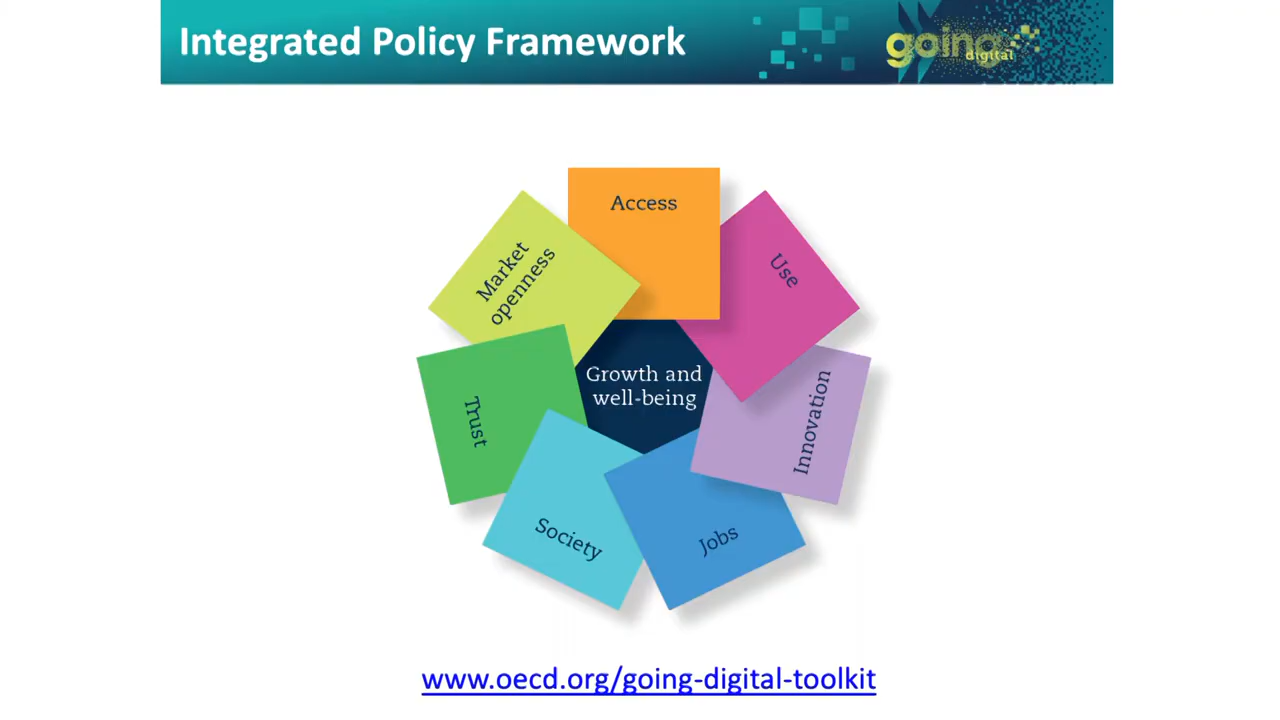 Integrated Policy Framework
going
digital
Access
Use
Innovation
Jobs
Society
Trust
Market
openness
Growth and
well-being
www.oecd.org/going-digital-toolkit